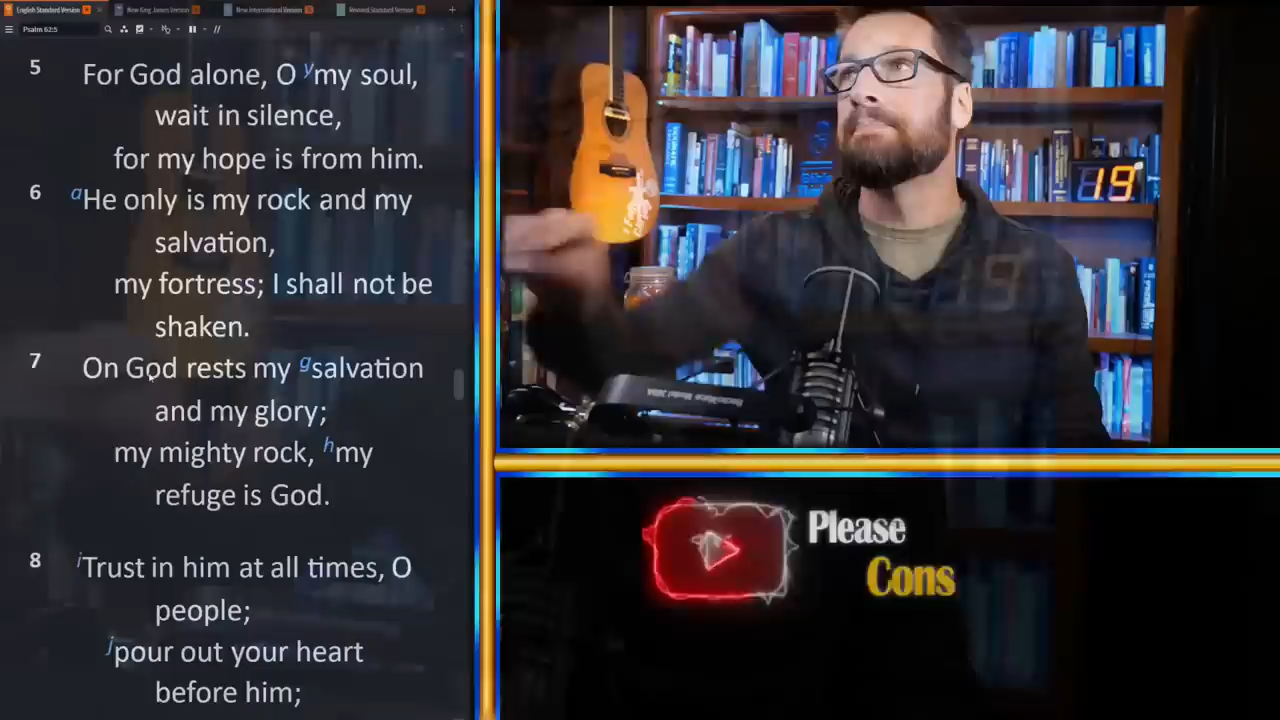 English Standard Version
New King James Version
New International Version
Revised Standard Version
Psalm 62:5
5 For God alone, O ymy soul,
wait in silence,
for my hope is from him.
6 aHe only is my rock and my
salvation,
my fortress; I shall not be
shaken.
7 On God rests my gsalvation
and my glory;
my mighty rock, hmy
refuge is God.
8 iTrust in him at all times, O
people;
jpour out your heart
before him;
19
Please
Cons